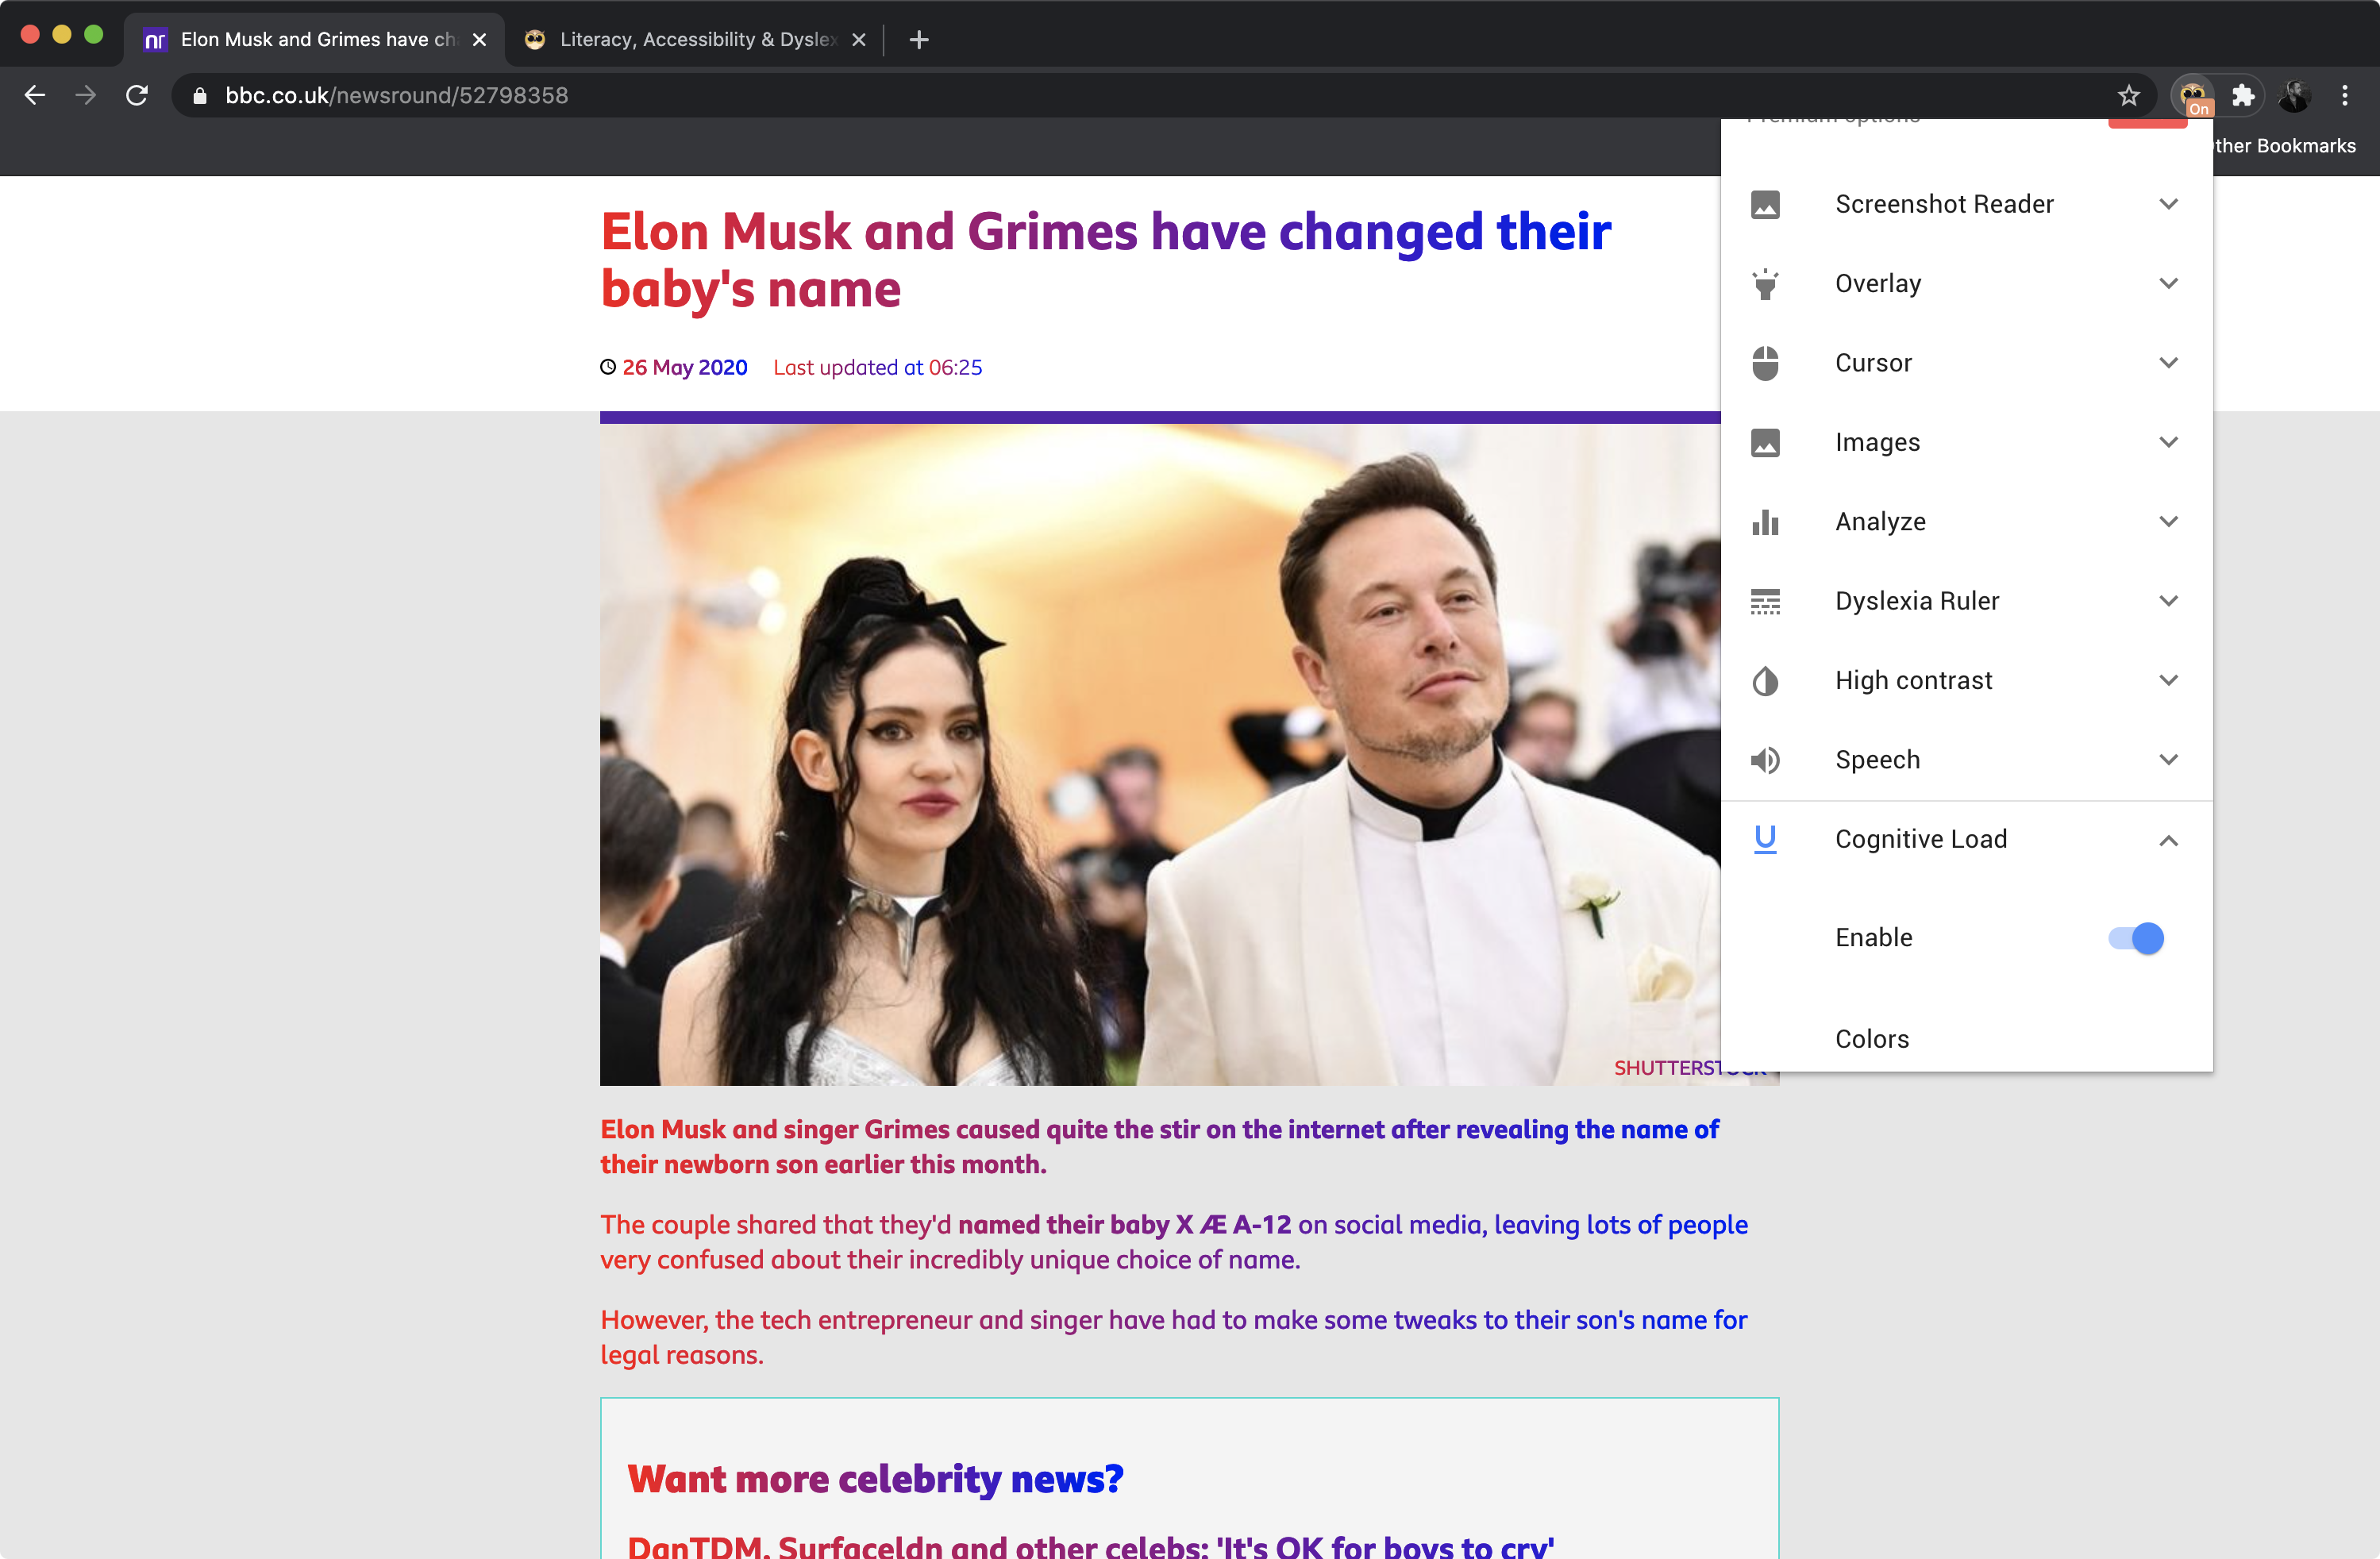 Elon Musk and Grimes have ch
Literacy, Accessibility & Dyslex
bbc.co.uk/newsround/52798358
On
Premium options
ther Bookmarks
Elon Musk and Grimes have changed their
baby's name
26 May 2020 Last updated at 06:25
SHUTTERSTOCK
Elon Musk and singer Grimes caused quite the stir on the internet after revealing the name of
their newborn son earlier this month.
The couple shared that they'd named their baby X Æ A-12 on social media, leaving lots of people
very confused about their incredibly unique choice of name.
However, the tech entrepreneur and singer have had to make some tweaks to their son's name for
legal reasons.
Want more celebrity news?
DanTDM, Surfaceldn and other celebs: 'It's OK for boys to cry'
Screenshot Reader
Overlay
Cursor
Images
Analyze
Dyslexia Ruler
High contrast
Speech
Cognitive Load
Enable
Colors